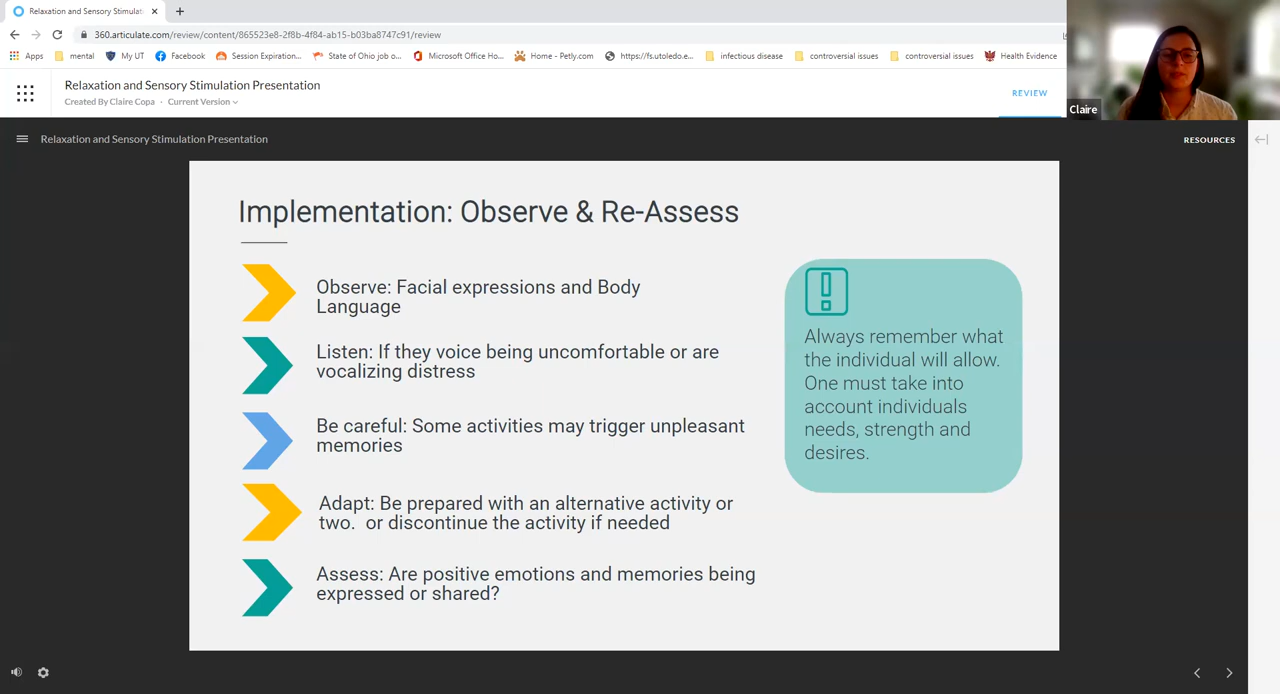 Relaxation and Sensory Stimulati
360.articulate.com/review/content/865523e8-2f8b-4f84-ab15-b03ba8747c91/review
Apps mental My UT Facebook Session Expiration... State of Ohio job o... Microsoft Office Ho... Home - Petly.com https://fs.utoledo.e... infectious disease controversial issues controversial issues Health Evidence
Relaxation and Sensory Stimulation Presentation
Created By Claire Copa · Current Version
REVIEW
Claire
Relaxation and Sensory Stimulation Presentation
RESOURCES
Implementation: Observe & Re-Assess
Observe: Facial expressions and Body
Language
Listen: If they voice being uncomfortable or are
vocalizing distress
Be careful: Some activities may trigger unpleasant
memories
Adapt: Be prepared with an alternative activity or
two.  or discontinue the activity if needed
Assess: Are positive emotions and memories being
expressed or shared?
Always remember what
the individual will allow.
One must take into
account individuals
needs, strength and
desires.